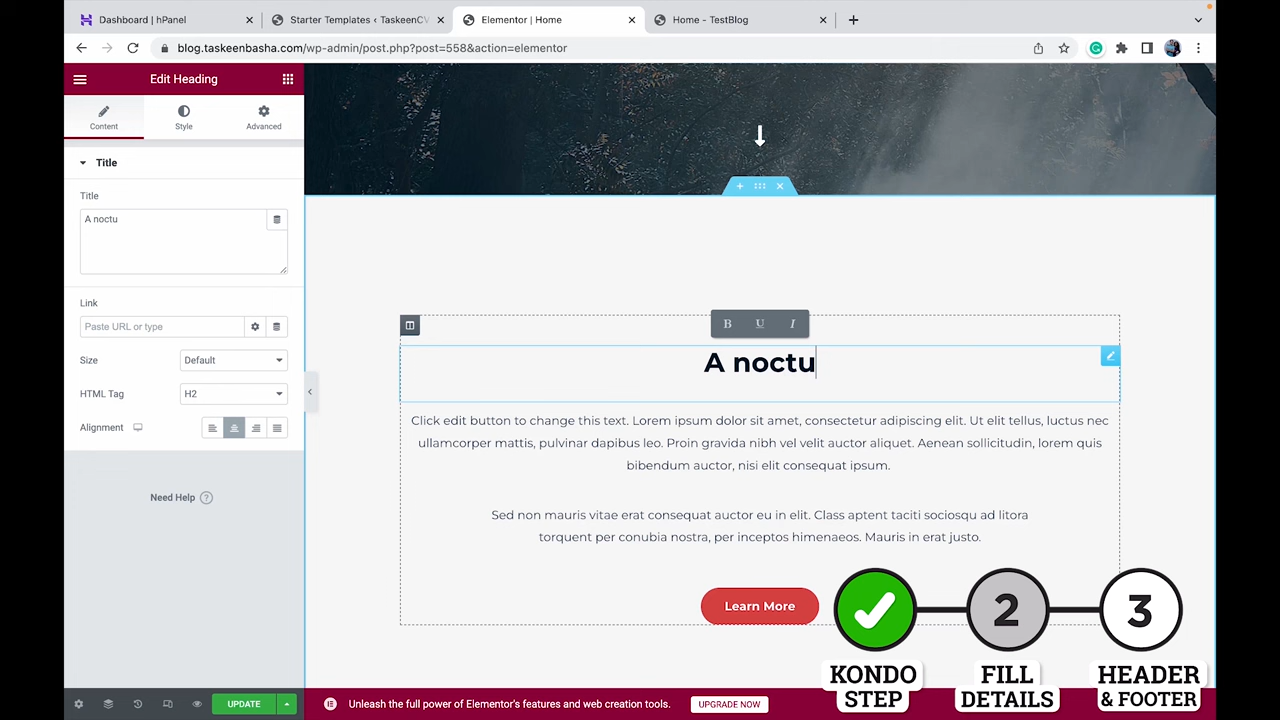 Dashboard | hPanel
Starter Templates ‹ TaskeenCV
Elementor | Home
Home - TestBlog
blog.taskeenbasha.com/wp-admin/post.php?post=558&action=elementor
Edit Heading
Content
Style
Advanced
Title
Title
A noctu
Link
Paste URL or type
Size
Default
HTML Tag
H2
Alignment
Need Help ?
UPDATE
B U I
A noctu
Click edit button to change this text. Lorem ipsum dolor sit amet, consectetur adipiscing elit. Ut elit tellus, luctus nec
ullamcorper mattis, pulvinar dapibus leo. Proin gravida nibh vel velit auctor aliquet. Aenean sollicitudin, lorem quis
bibendum auctor, nisi elit consequat ipsum.
Sed non mauris vitae erat consequat auctor eu in elit. Class aptent taciti sociosqu ad litora
torquent per conubia nostra, per inceptos himenaeos. Mauris in erat justo.
Learn More
2
3
KONDO
STEP
FILL
DETAILS
HEADER
& FOOTER
Unleash the full power of Elementor's features and web creation tools.
UPGRADE NOW